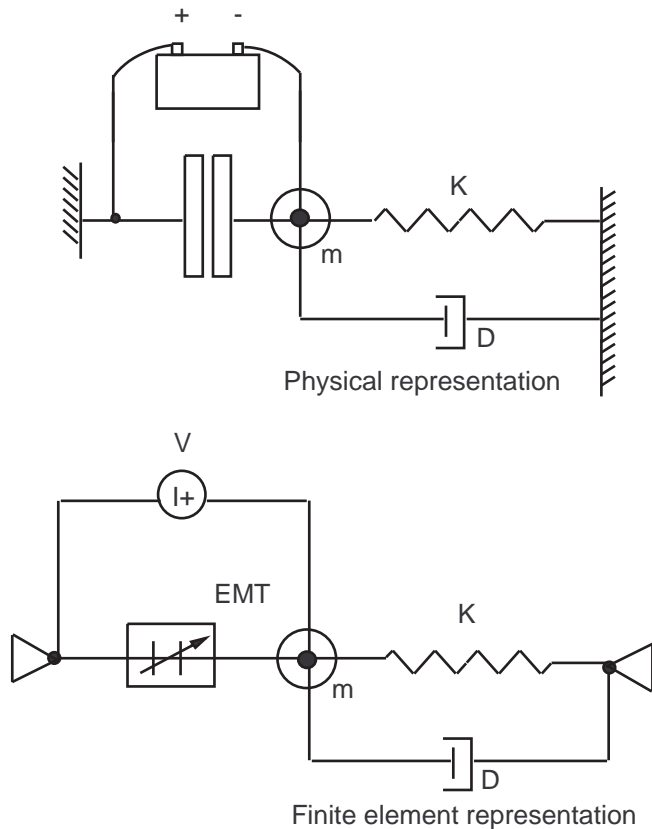 + -
K
m
D
Physical representation
V
I+
EMT
K
m
D
Finite element representation